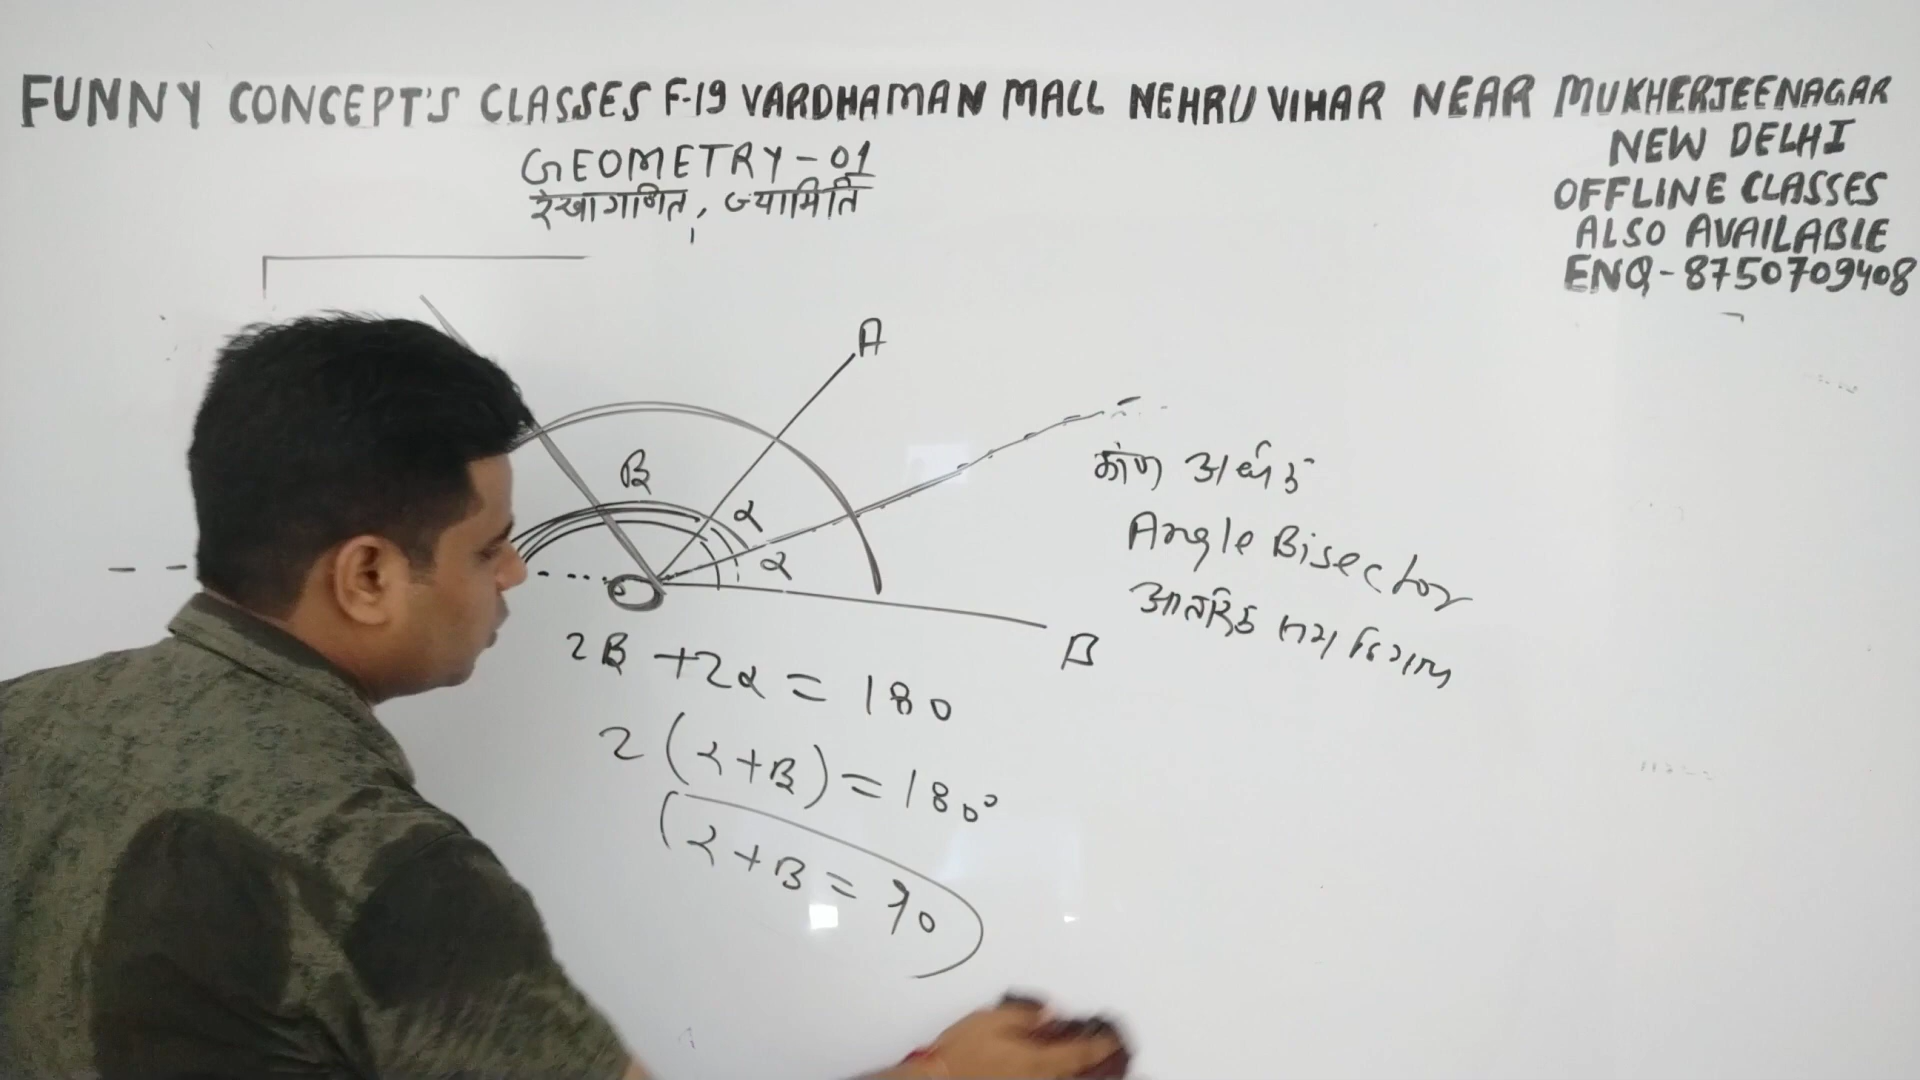 FUNNY CONCEPT'S CLASSES F-19 VARDHAMAN MALL NEHRU VIHAR NEAR MUKHERJEENAGAR
NEW DELHI
OFFLINE CLASSES
ALSO AVAILABLE
ENQ-8750709408
GEOMETRY-01
रेखागणित, ज्यामिति
A
B
α
α
B
कोण
Angle Bisector
2B+2α=180
2(α+B)=180°
α+B=90